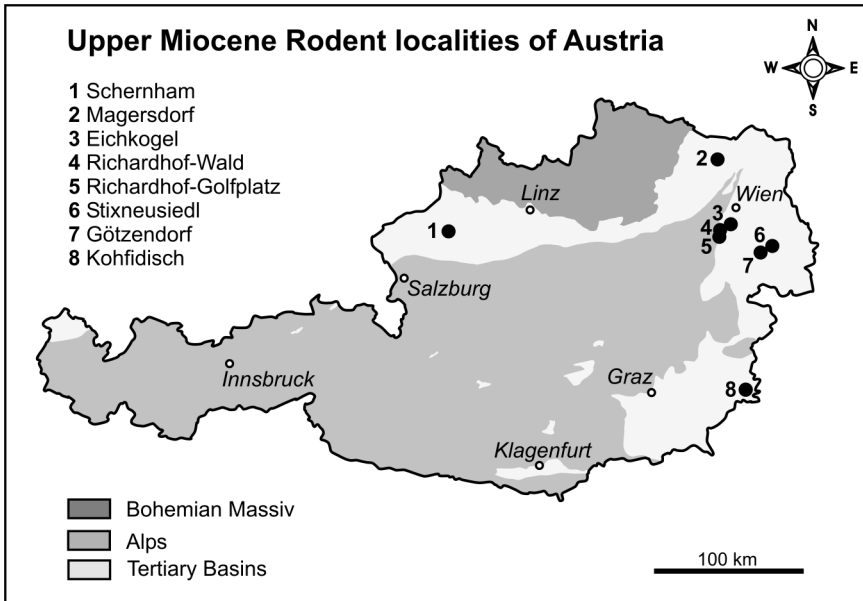 Upper Miocene Rodent localities of Austria
N
W E
S
1 Schernham
2 Magersdorf
3 Eichkogel
4 Richardhof-Wald
5 Richardhof-Golfplatz
6 Stixneusiedl
7 Götzendorf
8 Kohfidisch
2
Linz
Wien
1
3
4
5
6
7
Salzburg
Innsbruck
Graz
8
Klagenfurt
Bohemian Massiv
Alps
Tertiary Basins
100 km